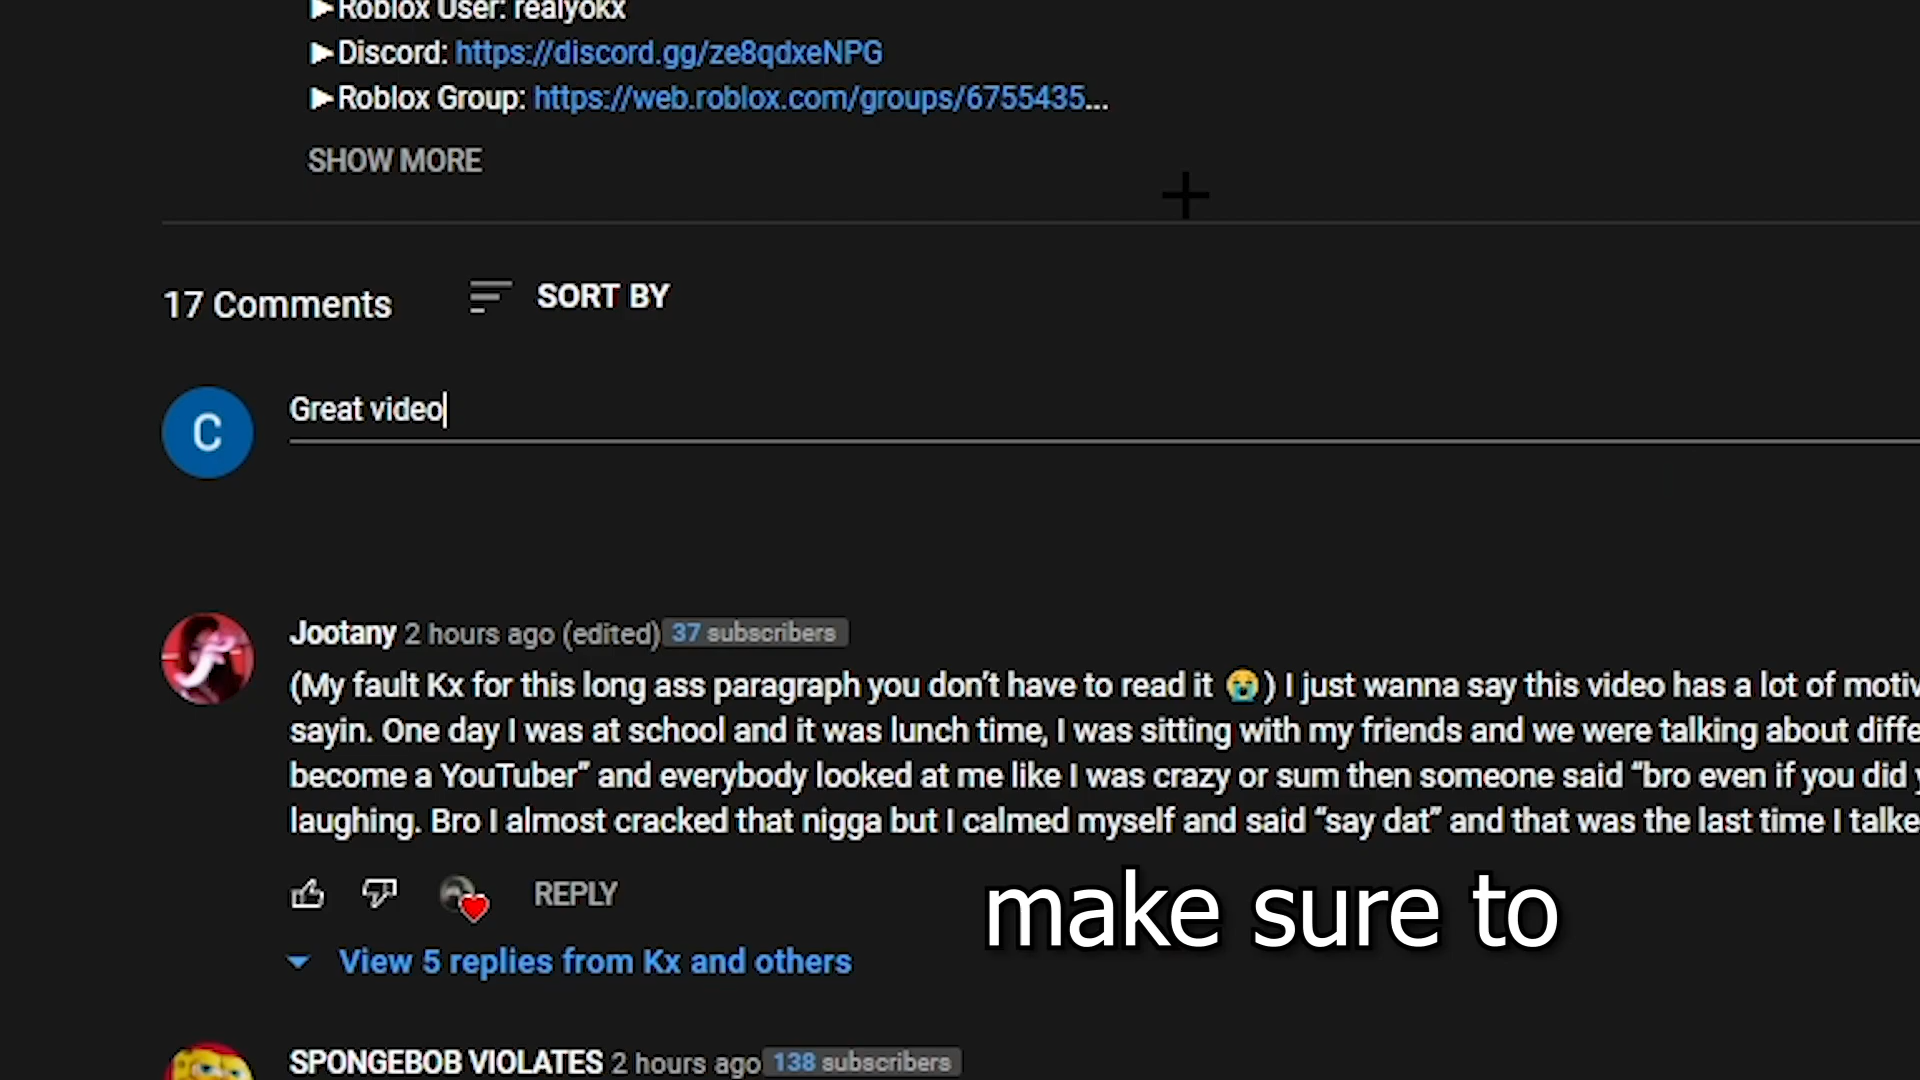 ▶Roblox User: realyokx
▶Discord: https://discord.gg/ze8qdxeNPG
▶Roblox Group: https://web.roblox.com/groups/6755435...
SHOW MORE
17 Comments
SORT BY
C
Great video
Jootany 2 hours ago (edited) 37 subscribers
(My fault Kx for this long ass paragraph you don't have to read it 😭) I just wanna say this video has a lot of motiv
sayin. One day I was at school and it was lunch time, I was sitting with my friends and we were talking about diffe
become a YouTuber” and everybody looked at me like I was crazy or sum then someone said “bro even if you did y
laughing. Bro I almost cracked that nigga but I calmed myself and said “say dat” and that was the last time I talke
REPLY
make sure to
View 5 replies from Kx and others
SPONGEBOB VIOLATES 2 hours ago 138 subscribers